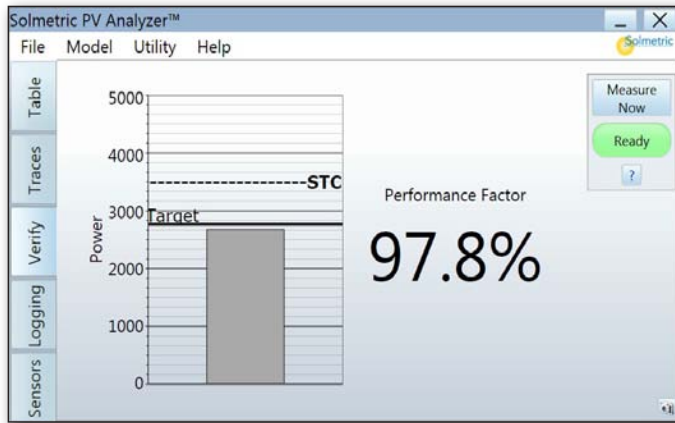 Solmetric PV Analyzer™
File Model Utility Help
Solmetric
Table
Traces
Verify
Logging
Sensors
Power
5000
4000
3000
2000
1000
0
STC
Target
Performance Factor
97.8%
Measure
Now
Ready
?